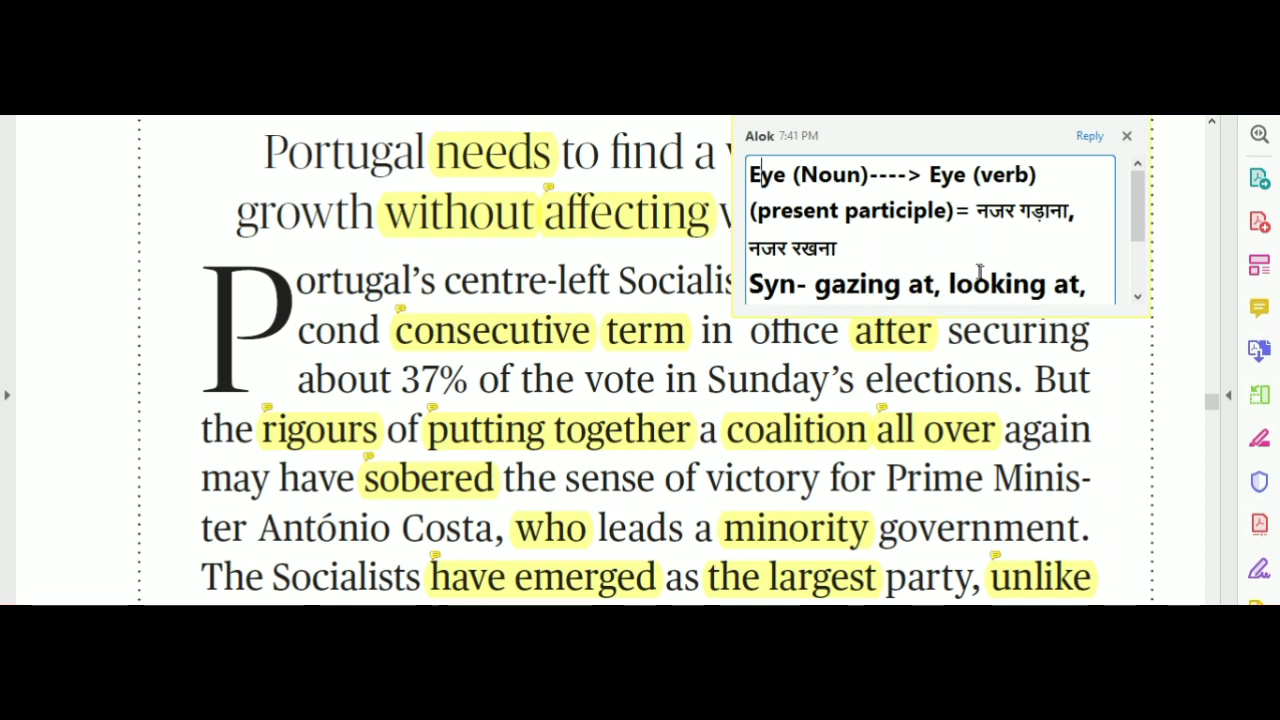 Portugal needs to find a
growth without affecting
Alok 7:41 PM
Reply
Eye (Noun)----> Eye (verb)
(present participle)= नजर गड़ाना,
नजर रखना
Syn- gazing at, looking at,
Portugal's centre-left Socialis
cond consecutive term in office after securing
about 37% of the vote in Sunday's elections. But
the rigours of putting together a coalition all over again
may have sobered the sense of victory for Prime Minis-
ter António Costa, who leads a minority government.
The Socialists have emerged as the largest party, unlike